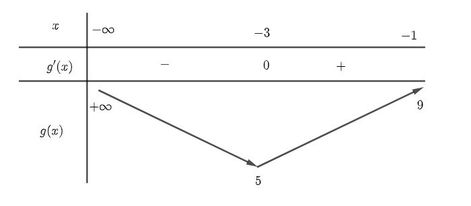 x −∞ −3 −1
g′(x) − 0 +
+∞ 9
g(x)
5